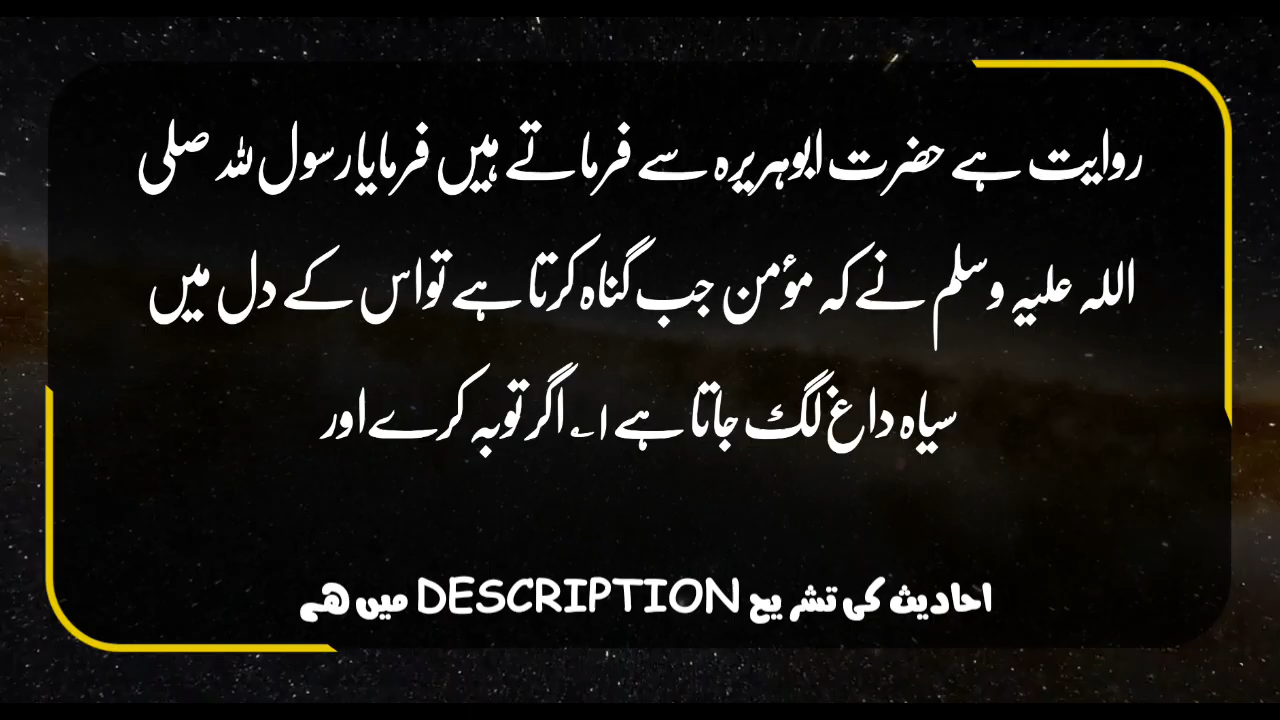 روایت ہے حضرت ابوہریرہ سے فرماتے ہیں فرمایا رسول للہ صلی
اللہ علیہ وسلم نے کہ مؤمن جب گناہ کرتا ہے تو اس کے دل میں
سیاہ داغ لگ جاتا ہے ۱؎ اگر توبہ کرے اور
احادیث کی تشریح DESCRIPTION میں ھے